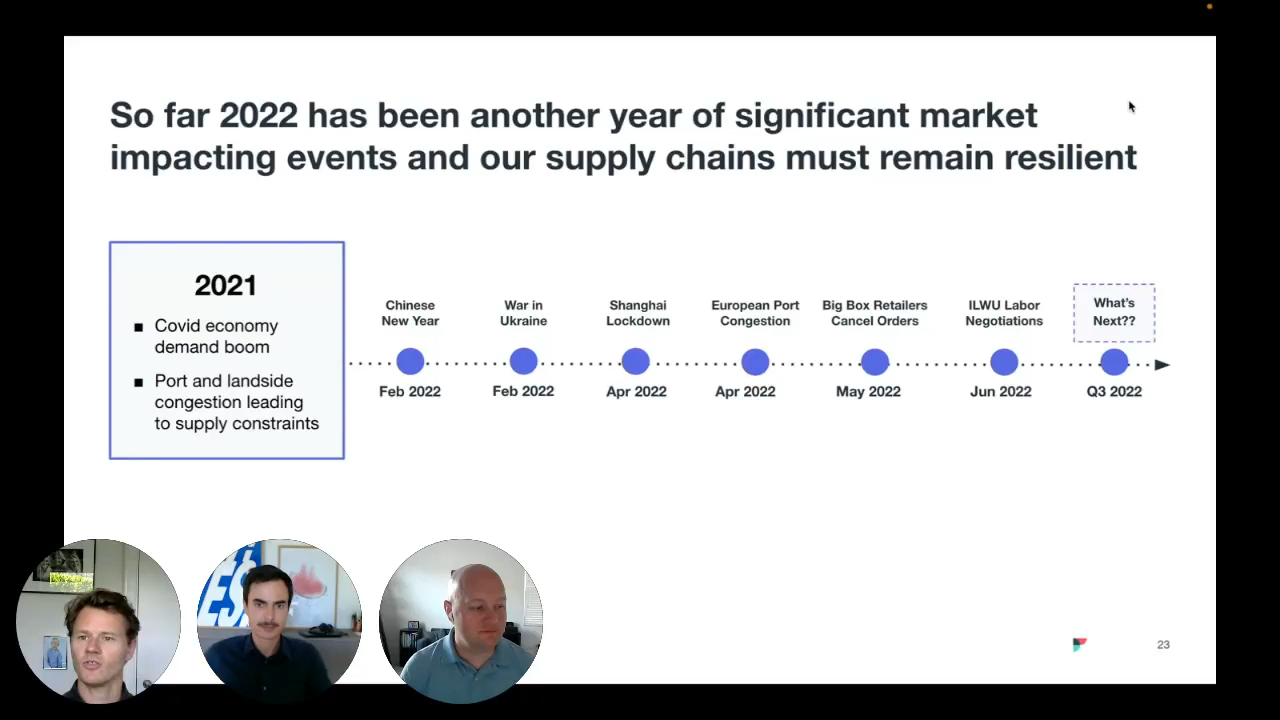 So far 2022 has been another year of significant market
impacting events and our supply chains must remain resilient
2021
▪ Covid economy
demand boom
▪ Port and landside
congestion leading
to supply constraints
Chinese
New Year
Feb 2022
War in
Ukraine
Feb 2022
Shanghai
Lockdown
Apr 2022
European Port
Congestion
Apr 2022
Big Box Retailers
Cancel Orders
May 2022
ILWU Labor
Negotiations
Jun 2022
What's
Next??
Q3 2022
23